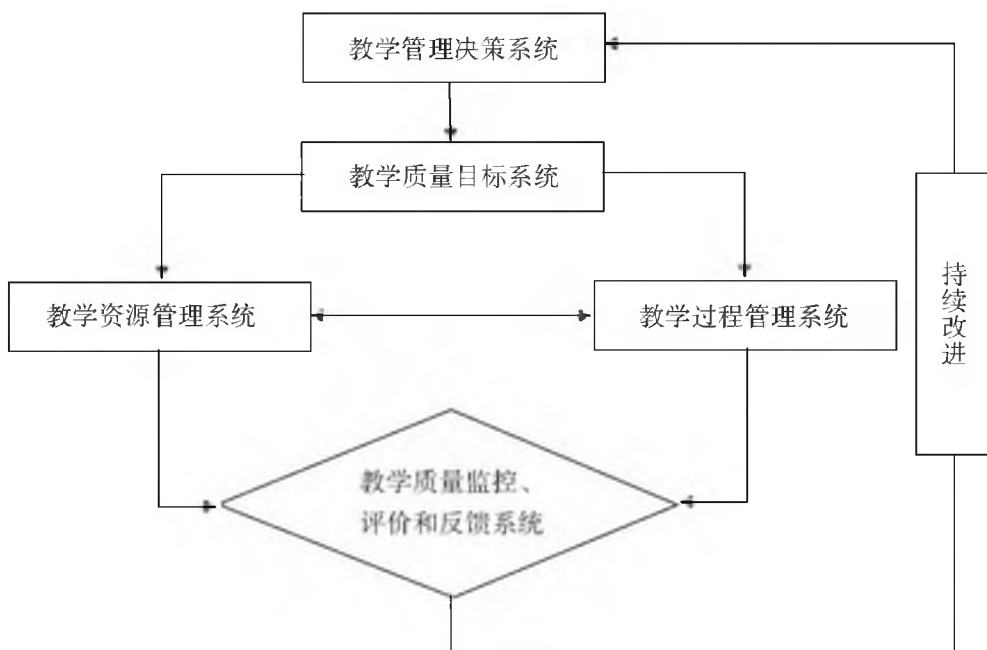 教学管理决策系统
教学质量目标系统
教学资源管理系统
教学过程管理系统
持续改进
教学质量监控、
评价和反馈系统